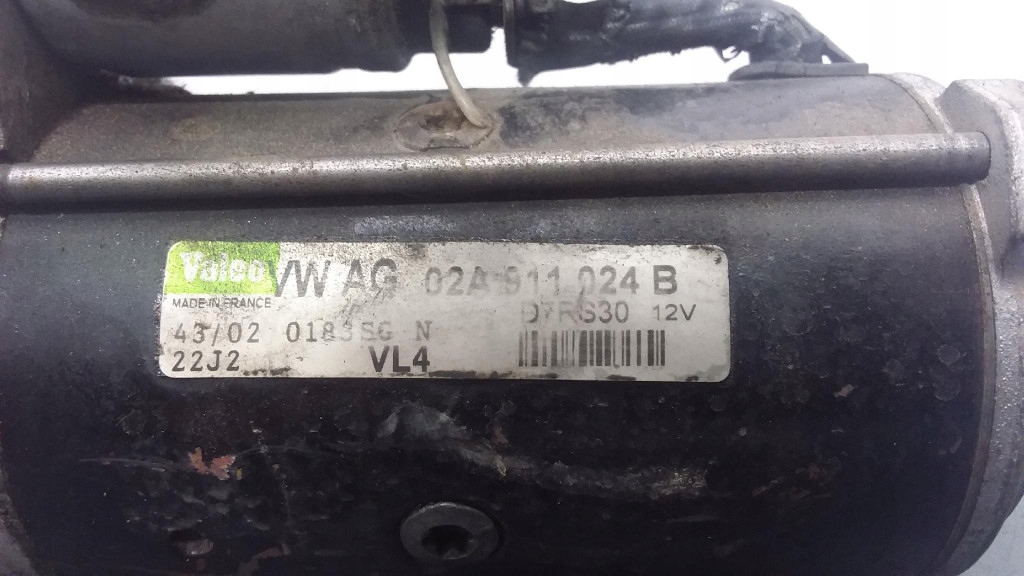 Valeo VW AG 02A 911 024 B
MADE IN FRANCE D7RS30 12V
43/02 0183SG N
22J2 VL4